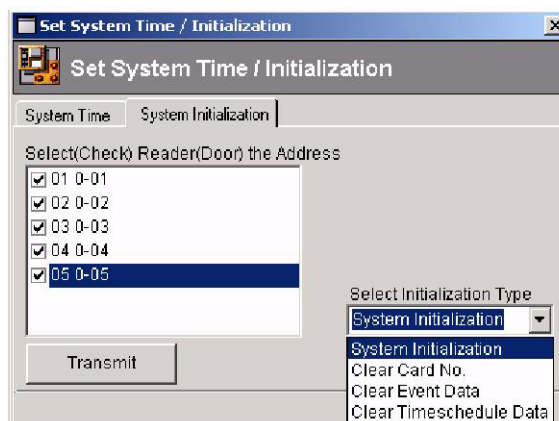 Set System Time / Initialization
Set System Time / Initialization
System Time
System Initialization
Select(Check) Reader(Door) the Address
01 0-01
02 0-02
03 0-03
04 0-04
05 0-05
Select Initialization Type
System Initialization
System Initialization
Clear Card No.
Clear Event Data
Clear Timeschedule Data
Transmit